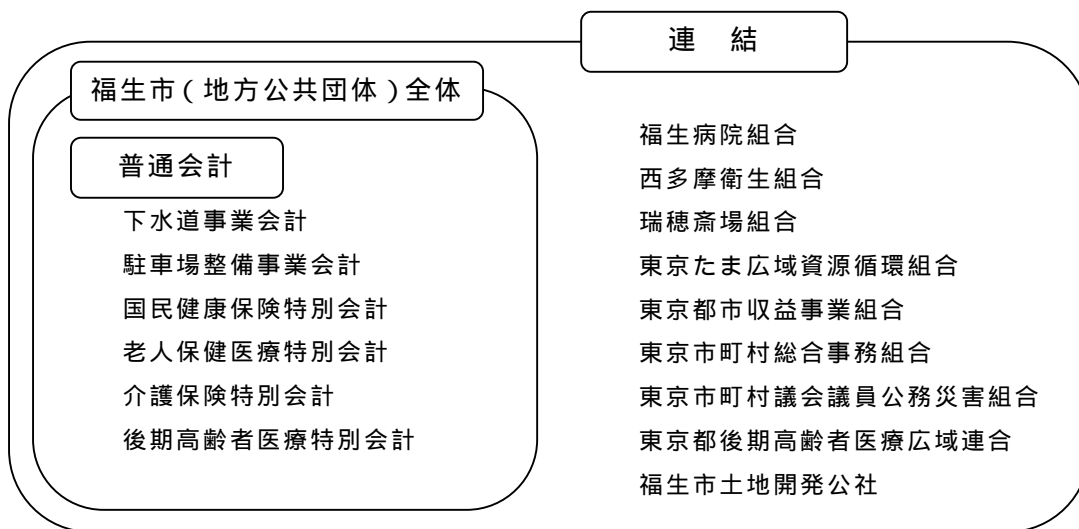 連 結
福生市(地方公共団体)全体
普通会計
下水道事業会計
駐車場整備事業会計
国民健康保険特別会計
老人保健医療特別会計
介護保険特別会計
後期高齢者医療特別会計
福生病院組合
西多摩衛生組合
瑞穂斎場組合
東京たま広域資源循環組合
東京都市収益事業組合
東京市町村総合事務組合
東京市町村議会議員公務災害組合
東京都後期高齢者医療広域連合
福生市土地開発公社